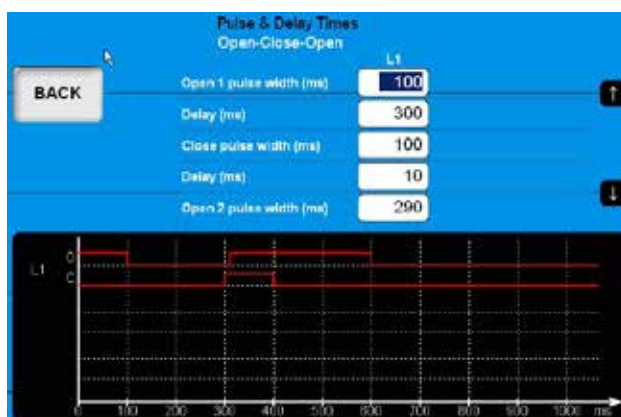 Pulse & Delay Times
Open-Close-Open
L1
BACK
Open 1 pulse width (ms) 100
Delay (ms) 300
Close pulse width (ms) 100
Delay (ms) 10
Open 2 pulse width (ms) 290
L1
O
C
0 100 200 300 400 500 600 700 800 900 1000 ms